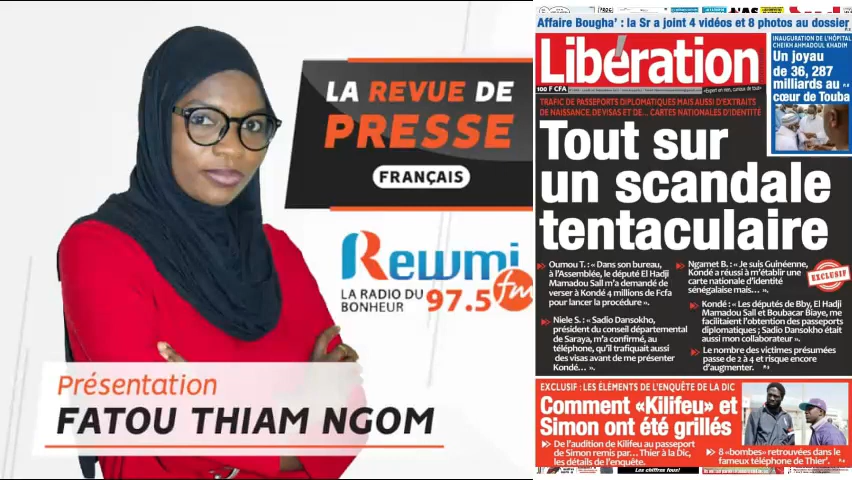 LA REVUE DE
PRESSE
FRANÇAIS
Rewmi
fm
LA RADIO DU
BONHEUR
97.5
Présentation
FATOU THIAM NGOM
Affaire Bougha' : la Sr a joint 4 vidéos et 8 photos au dossier
Libération
100 F CFA
INAUGURATION DE L'HÔPITAL
CHEIKH AHMADOUL KHADIM
Un joyau
de 36, 287
milliards au
cœur de Touba
TRAFIC DE PASSEPORTS DIPLOMATIQUES MAIS AUSSI D'EXTRAITS
DE NAISSANCE, DE VISAS ET DE... CARTES NATIONALES D'IDENTITÉ
Tout sur
un scandale
tentaculaire
Oumou T. : « Dans son bureau,
à l'Assemblée, le député El Hadji
Mamadou Sall m'a demandé de
verser à Kondé 4 millions de Fcfa
pour lancer la procédure ».
Niele S. : « Sadio Dansokho,
président du conseil départemental
de Saraya, m'a confirmé, au
téléphone, qu'il trafiquait aussi
des visas avant de me présenter
Kondé... ».
Ngamet B. : « Je suis Guinéenne,
Kondé a réussi à m'établir une
carte nationale d'identité
sénégalaise mais... ».
EXCLUSIF
Kondé : « Les députés de Bby, El Hadji
Mamadou Sall et Boubacar Biaye, me
facilitaient l'obtention des passeports
diplomatiques ; Sadio Dansokho était
aussi mon collaborateur ».
Le nombre des victimes présumées
passe de 2 à 4 et risque encore
d'augmenter.
EXCLUSIF : LES ÉLÉMENTS DE L'ENQUÊTE DE LA DIC
Comment «Kilifeu» et
Simon ont été grillés
De l'audition de Kilifeu au passeport
de Simon remis par... Thier à la Dic,
les détails de l'enquête.
8 «bombes» retrouvées dans le
fameux téléphone de Thier'.